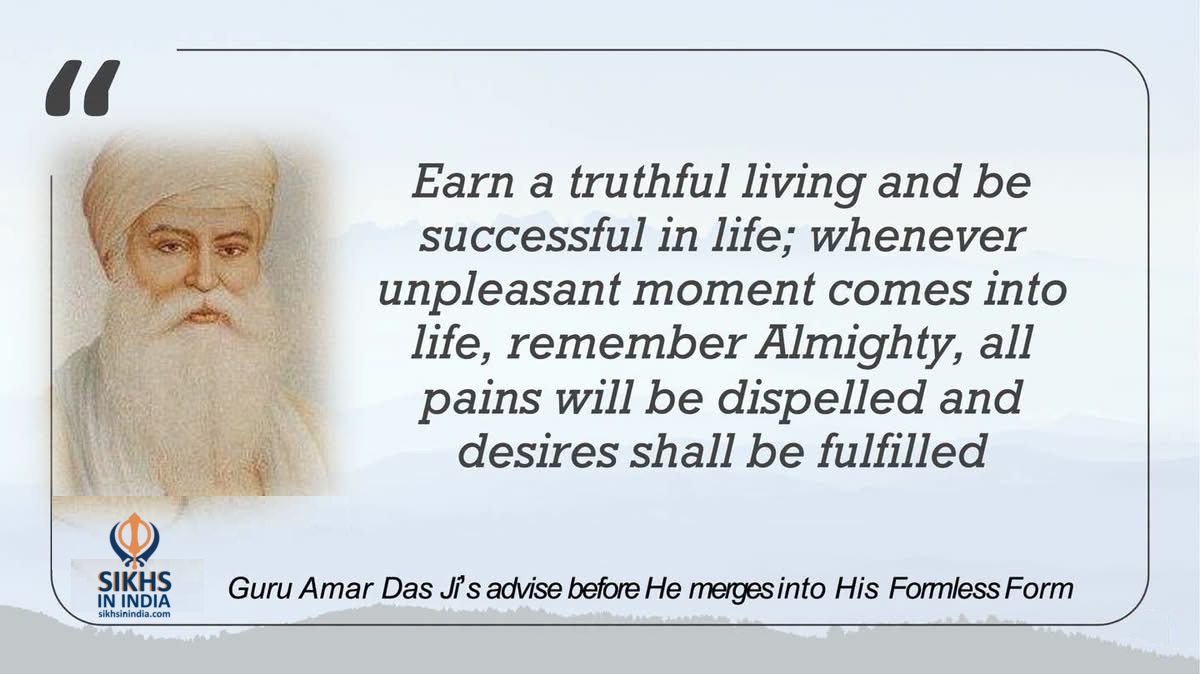 “
Earn a truthful living and be
successful in life; whenever
unpleasant moment comes into
life, remember Almighty, all
pains will be dispelled and
desires shall be fulfilled
SIKHS
IN INDIA
sikhsinindia.com
Guru Amar Das Ji’s advise before He merges into His Formless Form